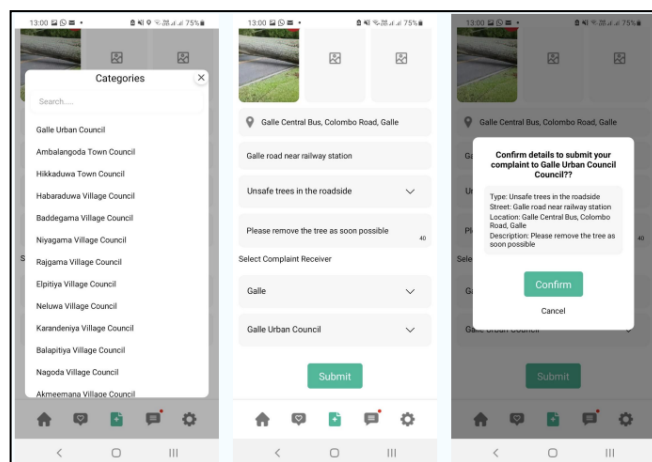 13:00
75%
Categories
Search....
Galle Urban Council
Ambalangoda Town Council
Hikkaduwa Town Council
Habaraduwa Village Council
Baddegama Village Council
Niyagama Village Council
Rajgama Village Council
Elpitiya Village Council
Neluwa Village Council
Karandeniya Village Council
Balapitiya Village Council
Nagoda Village Council
Akmeemana Village Council
13:00
75%
Galle Central Bus, Colombo Road, Galle
Galle road near railway station
Unsafe trees in the roadside
Please remove the tree as soon possible
40
Select Complaint Receiver
Galle
Galle Urban Council
Submit
13:00
75%
Galle Central Bus, Colombo Road, Galle
Confirm details to submit your
complaint to Galle Urban Council
Council??
Type: Unsafe trees in the roadside
Street: Galle road near railway station
Location: Galle Central Bus, Colombo
Road, Galle
Description: Please remove the tree as
soon possible
Confirm
Cancel
Galle Urban Council
Submit